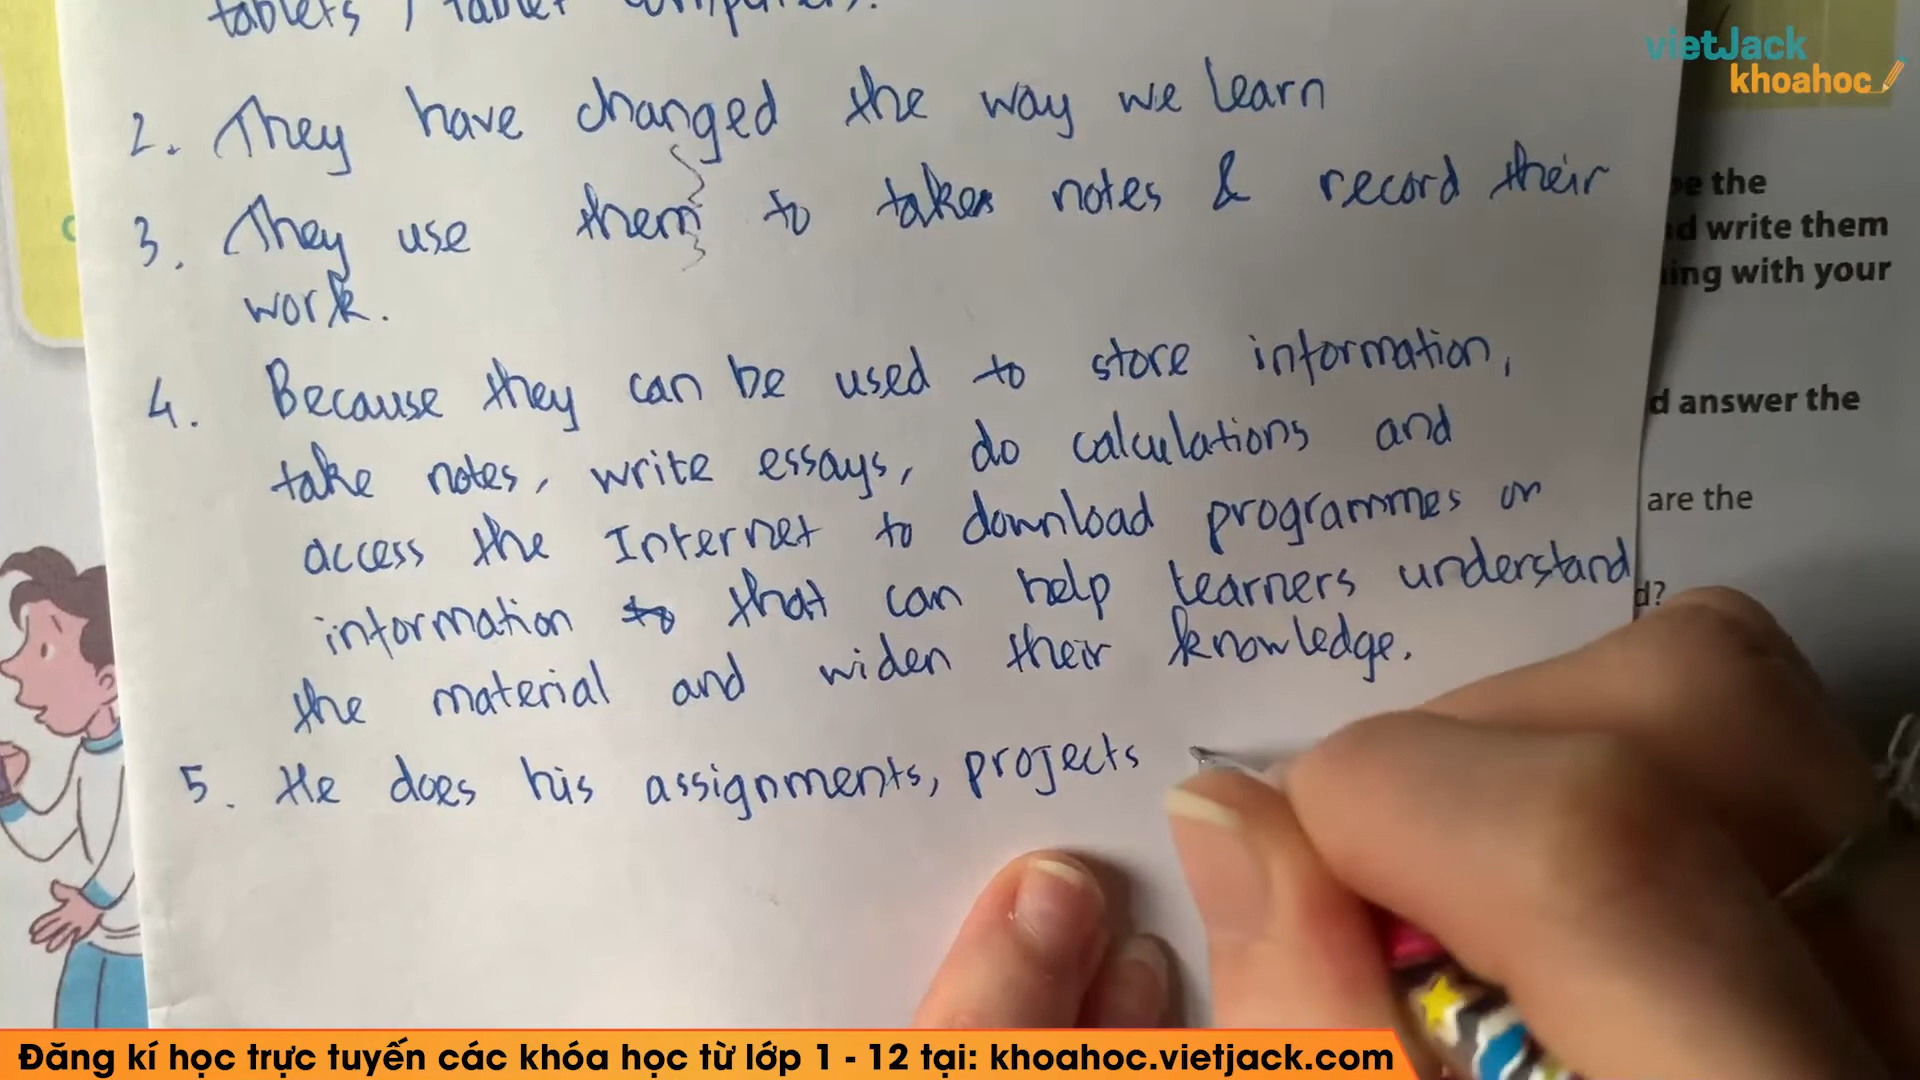 tablets / tablet computers.
2. They have changed the way we learn
3. They use them to take notes & record their
work.
4. Because they can be used to store information,
take notes, write essays, do calculations and
access the Internet to download programmes or
information that can help learners understand
the material and widen their knowledge.
5. He does his assignments, projects
vietJack
khoahoc
the
write them
ing with your
d answer the
are the
d?
Đăng kí học trực tuyến các khóa học từ lớp 1 - 12 tại: khoahoc.vietjack.com